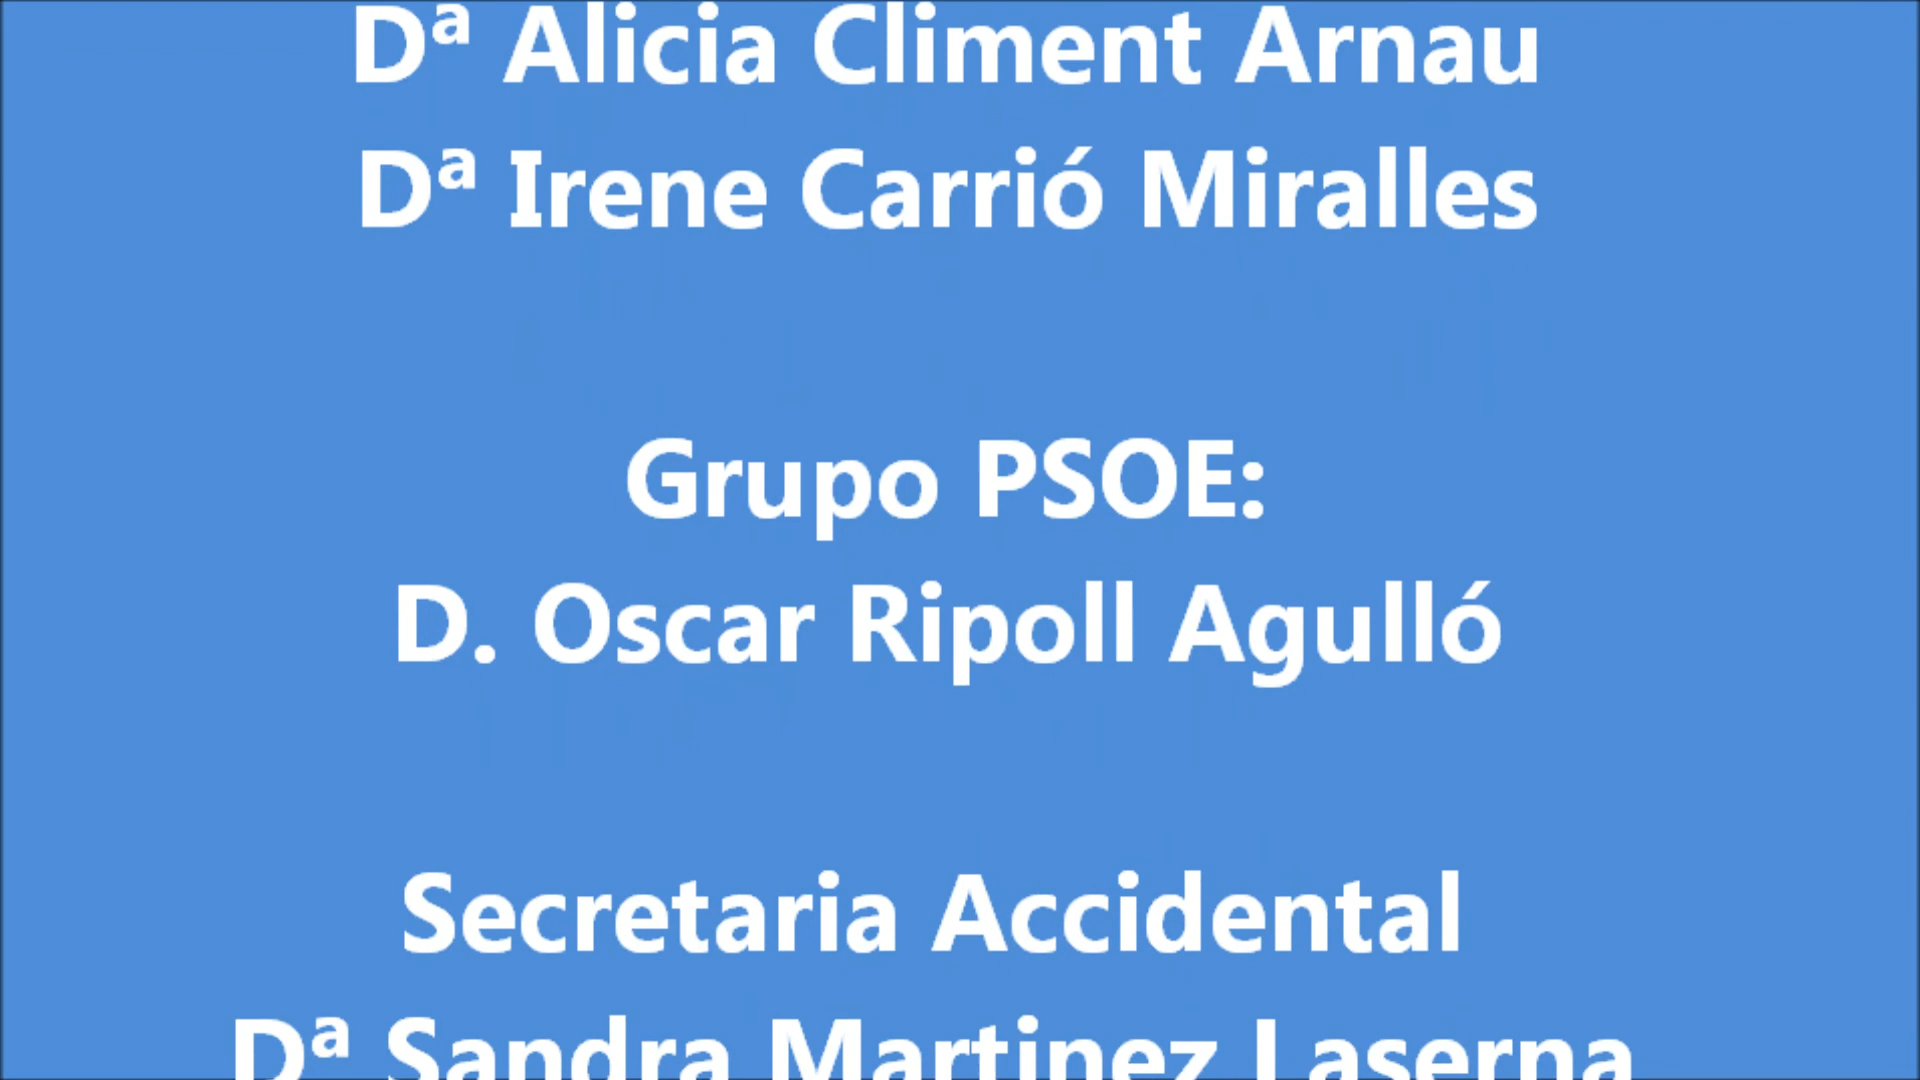 Dª Alicia Climent Arnau
Dª Irene Carrió Miralles
Grupo PSOE:
D. Oscar Ripoll Agulló
Secretaria Accidental
Dª Sandra Martinez Laserna